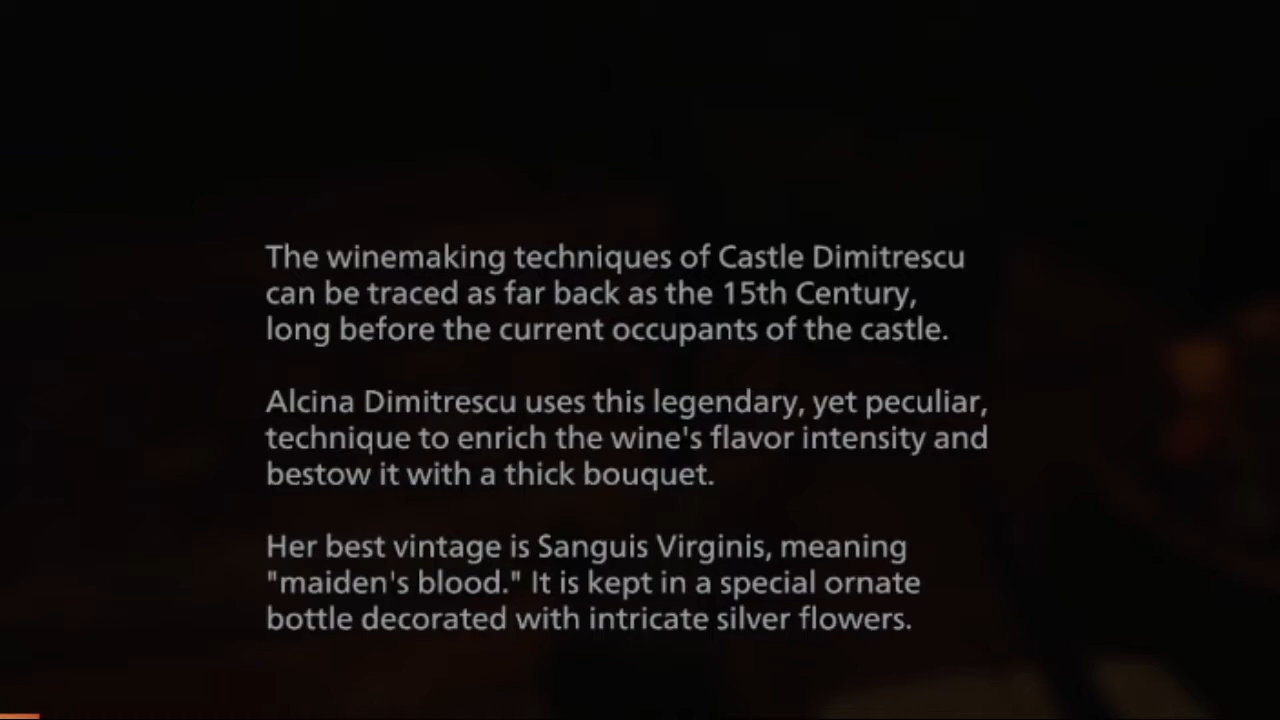 The winemaking techniques of Castle Dimitrescu
can be traced as far back as the 15th Century,
long before the current occupants of the castle.
Alcina Dimitrescu uses this legendary, yet peculiar,
technique to enrich the wine's flavor intensity and
bestow it with a thick bouquet.
Her best vintage is Sanguis Virginis, meaning
"maiden's blood." It is kept in a special ornate
bottle decorated with intricate silver flowers.